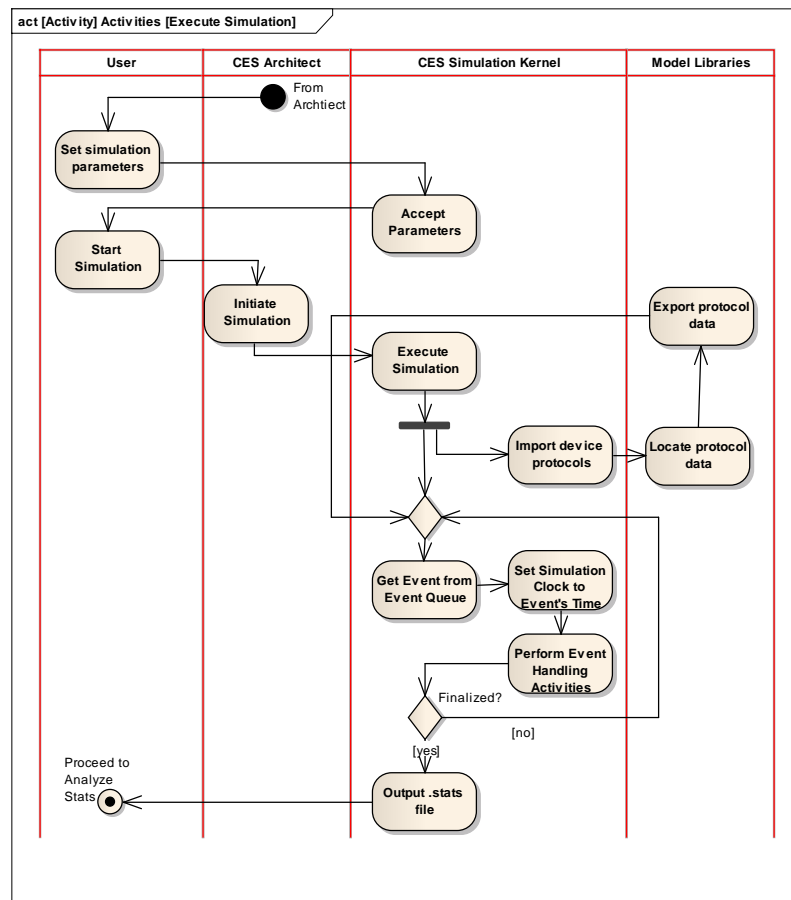 act [Activity] Activities [Execute Simulation]
User
CES Architect
CES Simulation Kernel
Model Libraries
From
Archtiect
Set simulation
parameters
Accept
Parameters
Start
Simulation
Initiate
Simulation
Export protocol
data
Execute
Simulation
Import device
protocols
Locate protocol
data
Get Event from
Event Queue
Set Simulation
Clock to
Event's Time
Perform Event
Handling
Activities
Finalized?
[no]
[yes]
Proceed to
Analyze
Stats
Output .stats
file